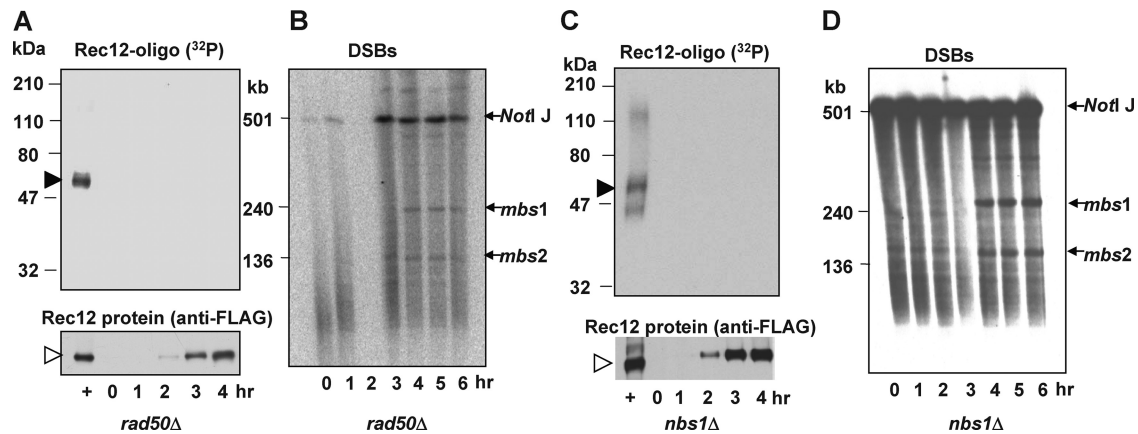 A
kDa
Rec12-oligo (³²P)
210
110
80
47
32
Rec12 protein (anti-FLAG)
+ 0 1 2 3 4 hr
rad50Δ
B
DSBs
kb
501
240
136
NotI J
mbs1
mbs2
0 1 2 3 4 5 6 hr
rad50Δ
C
kDa
Rec12-oligo (³²P)
210
110
80
47
32
Rec12 protein (anti-FLAG)
+ 0 1 2 3 4 hr
nbs1Δ
D
DSBs
501
240
136
NotI J
mbs1
mbs2
0 1 2 3 4 5 6 hr
nbs1Δ